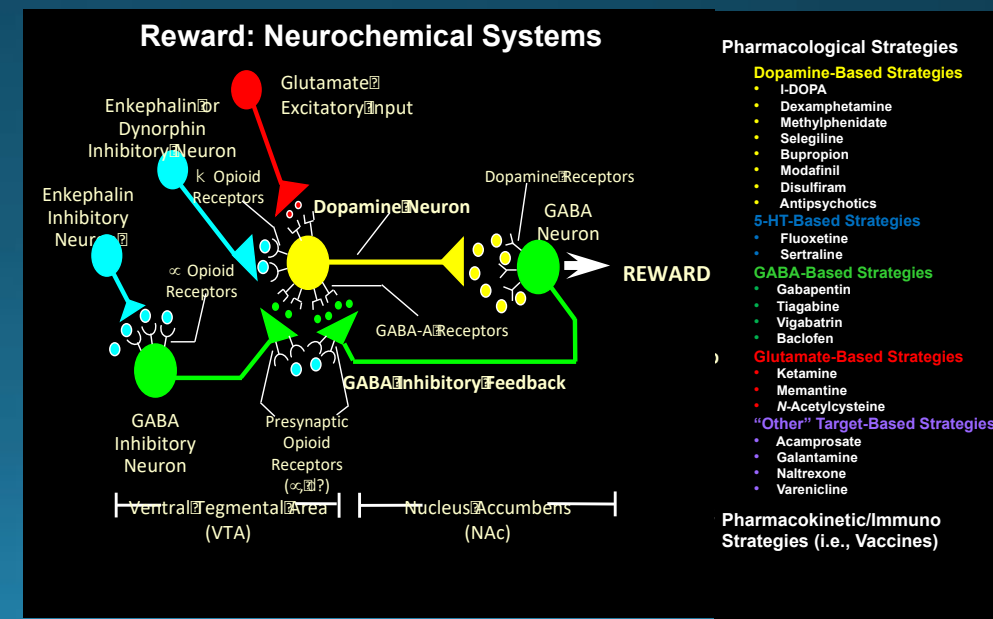 Reward: Neurochemical Systems
Glutamate�
Excitatory�Input
Enkephalin�or
Dynorphin
Inhibitory�Neuron
k Opioid
Receptors
Enkephalin
Inhibitory
Neuron�
Dopamine�Neuron
Dopamine�Receptors
GABA
Neuron
REWARD
∝ Opioid
Receptors
GABA-A�Receptors
GABA�Inhibitory�Feedback
GABA
Inhibitory
Neuron
Presynaptic
Opioid
Receptors
(∝,�d?)
Ventral�Tegmental�Area
(VTA)
Nucleus�Accumbens
(NAc)
Pharmacological Strategies
Dopamine-Based Strategies
• l-DOPA
• Dexamphetamine
• Methylphenidate
• Selegiline
• Bupropion
• Modafinil
• Disulfiram
• Antipsychotics
5-HT-Based Strategies
• Fluoxetine
• Sertraline
GABA-Based Strategies
• Gabapentin
• Tiagabine
• Vigabatrin
• Baclofen
Glutamate-Based Strategies
• Ketamine
• Memantine
• N-Acetylcysteine
“Other” Target-Based Strategies
• Acamprosate
• Galantamine
• Naltrexone
• Varenicline
Pharmacokinetic/Immuno
Strategies (i.e., Vaccines)